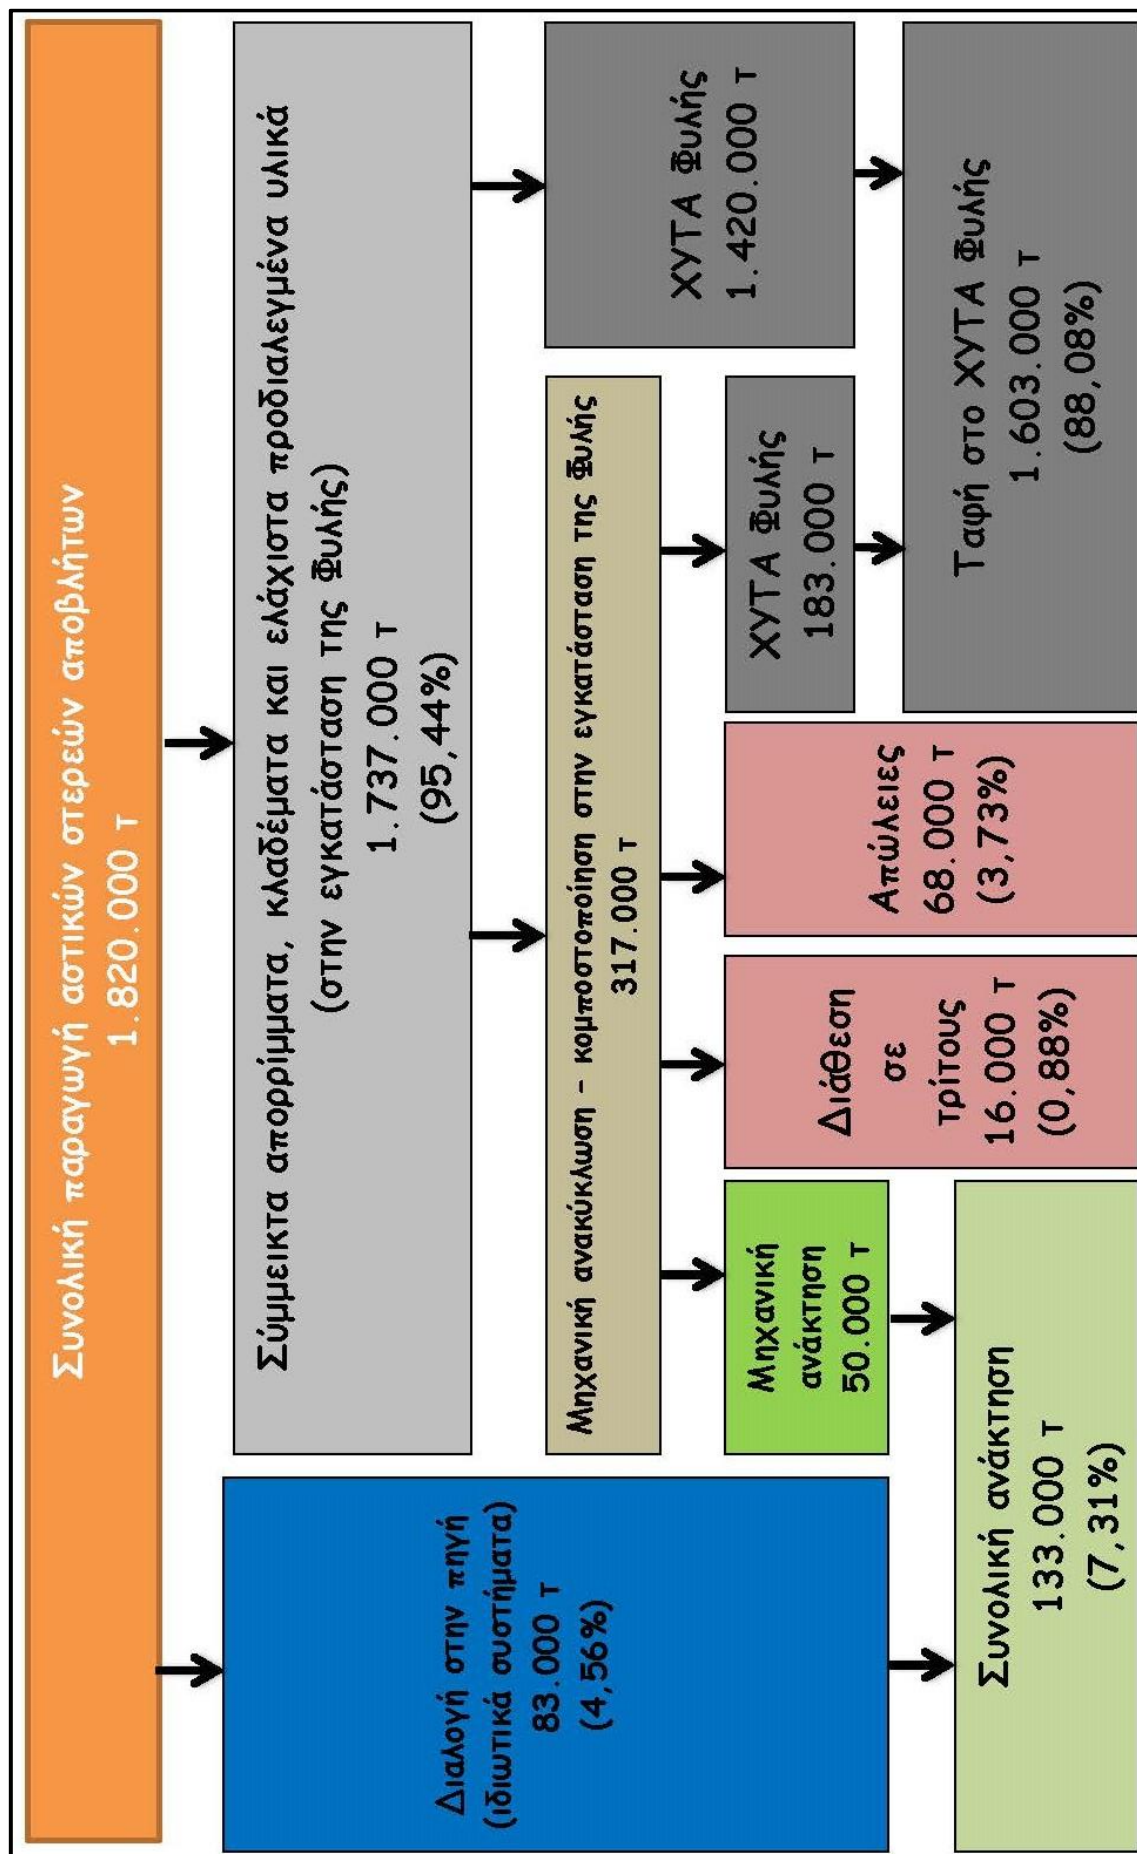 Συνολική παραγωγή αστικών στερεών αποβλήτων
1.820.000 τ
Διαλογή στην πηγή
(ιδιωτικά συστήματα)
83.000 τ
(4,56%)
Σύμμεικτα απορρίμματα, κλαδέματα και ελάχιστα προδιαλεγμένα υλικά
(στην εγκατάσταση της Φυλής)
1.737.000 τ
(95,44%)
Μηχανική ανακύκλωση - κομποστοποίηση στην εγκατάσταση της Φυλής
317.000 τ
ΧΥΤΑ Φυλής
1.420.000 τ
Μηχανική
ανάκτηση
50.000 τ
Διάθεση
σε
τρίτους
16.000 τ
(0,88%)
Απώλειες
68.000 τ
(3,73%)
ΧΥΤΑ Φυλής
183.000 τ
Συνολική ανάκτηση
133.000 τ
(7,31%)
Ταφή στο ΧΥΤΑ Φυλής
1.603.000 τ
(88,08%)